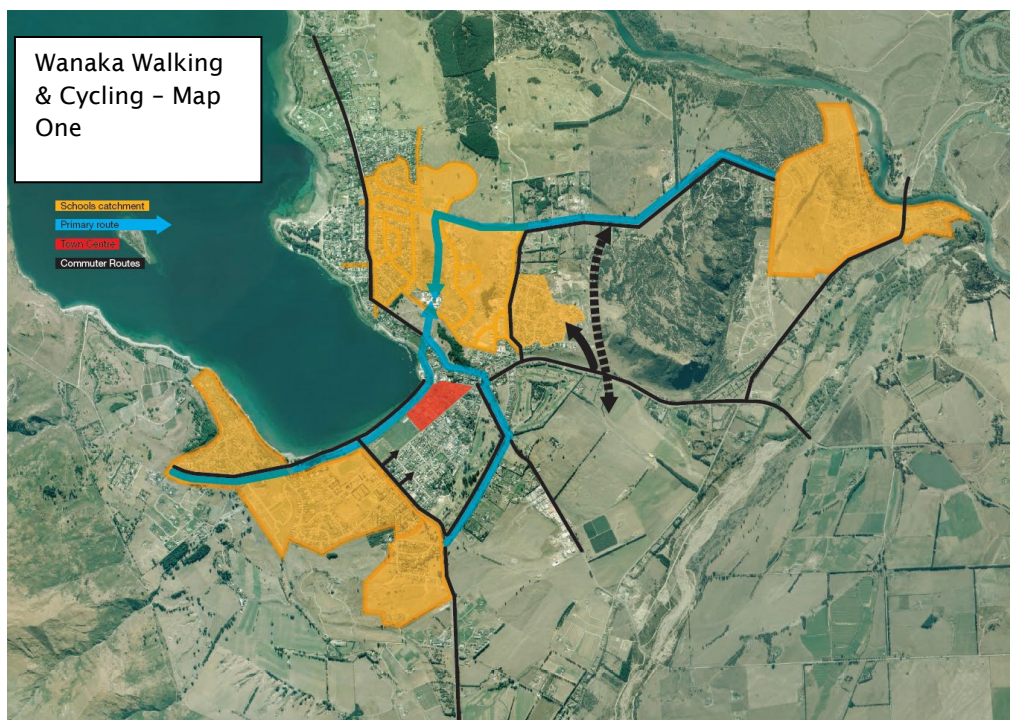 Wanaka Walking
& Cycling – Map
One
Schools catchment
Primary route
Town Centre
Commuter Routes